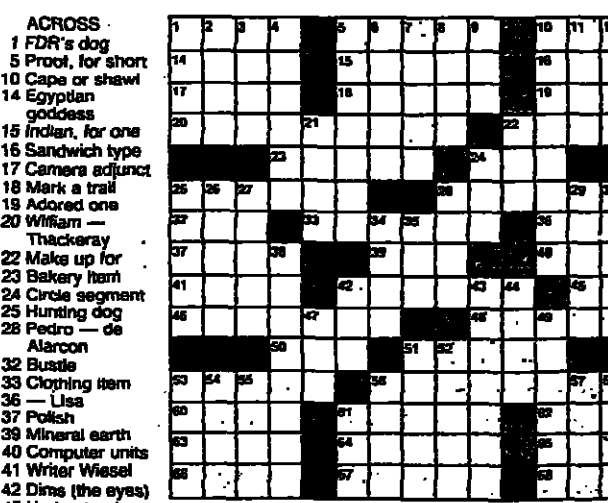 ACROSS
1 FDR's dog
5 Proof, for short
10 Cape or shawl
14 Egyptian
goddess
15 Indian, for one
16 Sandwich type
17 Camera adjunct
18 Mark a trail
19 Adored one
20 William —
Thackeray
22 Make up for
23 Bakery item
24 Circle segment
25 Hunting dog
28 Pedro — de
Alarcon
32 Bustle
33 Clothing item
36 — Lisa
37 Polish
39 Mineral earth
40 Computer units
41 Writer Wiesel
42 Dims (the eyes)
1 2 3 4 5 6 7 8 9 10 11
14 15 16
17 18 19
20 21 22
23 24
25 26 27 28 29
32 33 34 35 36
37 38 39 40
41 42 43 44 45
46 47 48 49
50 51 52
53 54 55 56 57
60 61 62
63 64 65
66 67 68